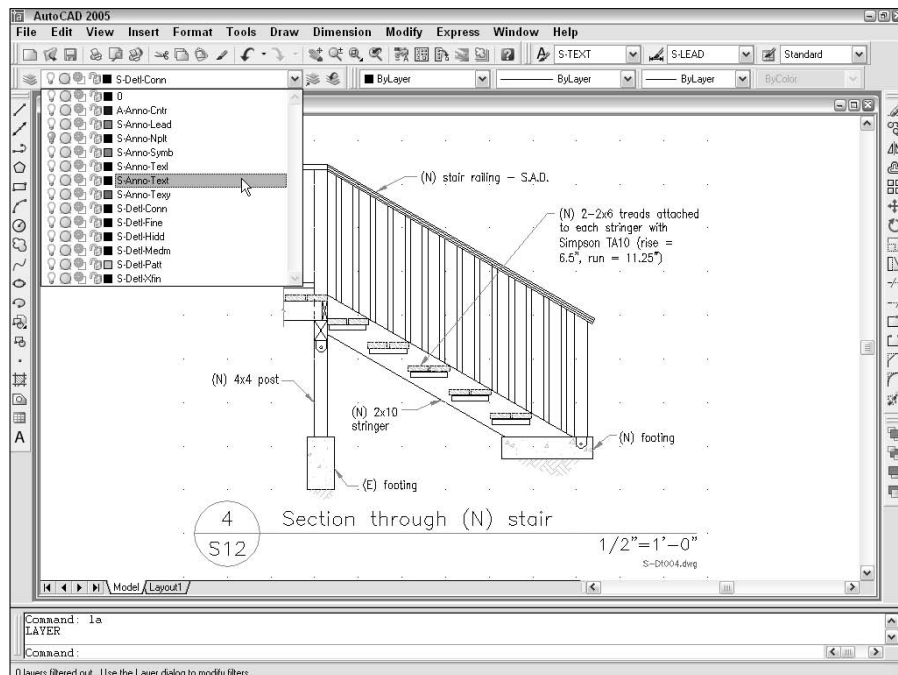 AutoCAD 2005
File Edit View Insert Format Tools Draw Dimension Modify Express Window Help
S-TEXT S-LEAD Standard
S-Detl-Conn ByLayer ByLayer ByLayer ByColor
0
A-Anno-Cntr
S-Anno-Lead
S-Anno-Nplt
S-Anno-Symb
S-Anno-Texl
S-Anno-Text
S-Anno-Texy
S-Detl-Conn
S-Detl-Fine
S-Detl-Hidd
S-Detl-Medm
S-Detl-Patt
S-Detl-Xfin
(N) stair railing – S.A.D.
(N) 2–2x6 treads attached
to each stringer with
Simpson TA10 (rise =
6.5", run = 11.25")
(N) 4x4 post
(N) 2x10
stringer
(N) footing
(E) footing
4
S12
Section through (N) stair
1/2"=1'–0"
S–Dt004.dwg
Model Layout1
Command: la
LAYER
Command:
0 layers filtered out. Use the Layer dialog to modify filters